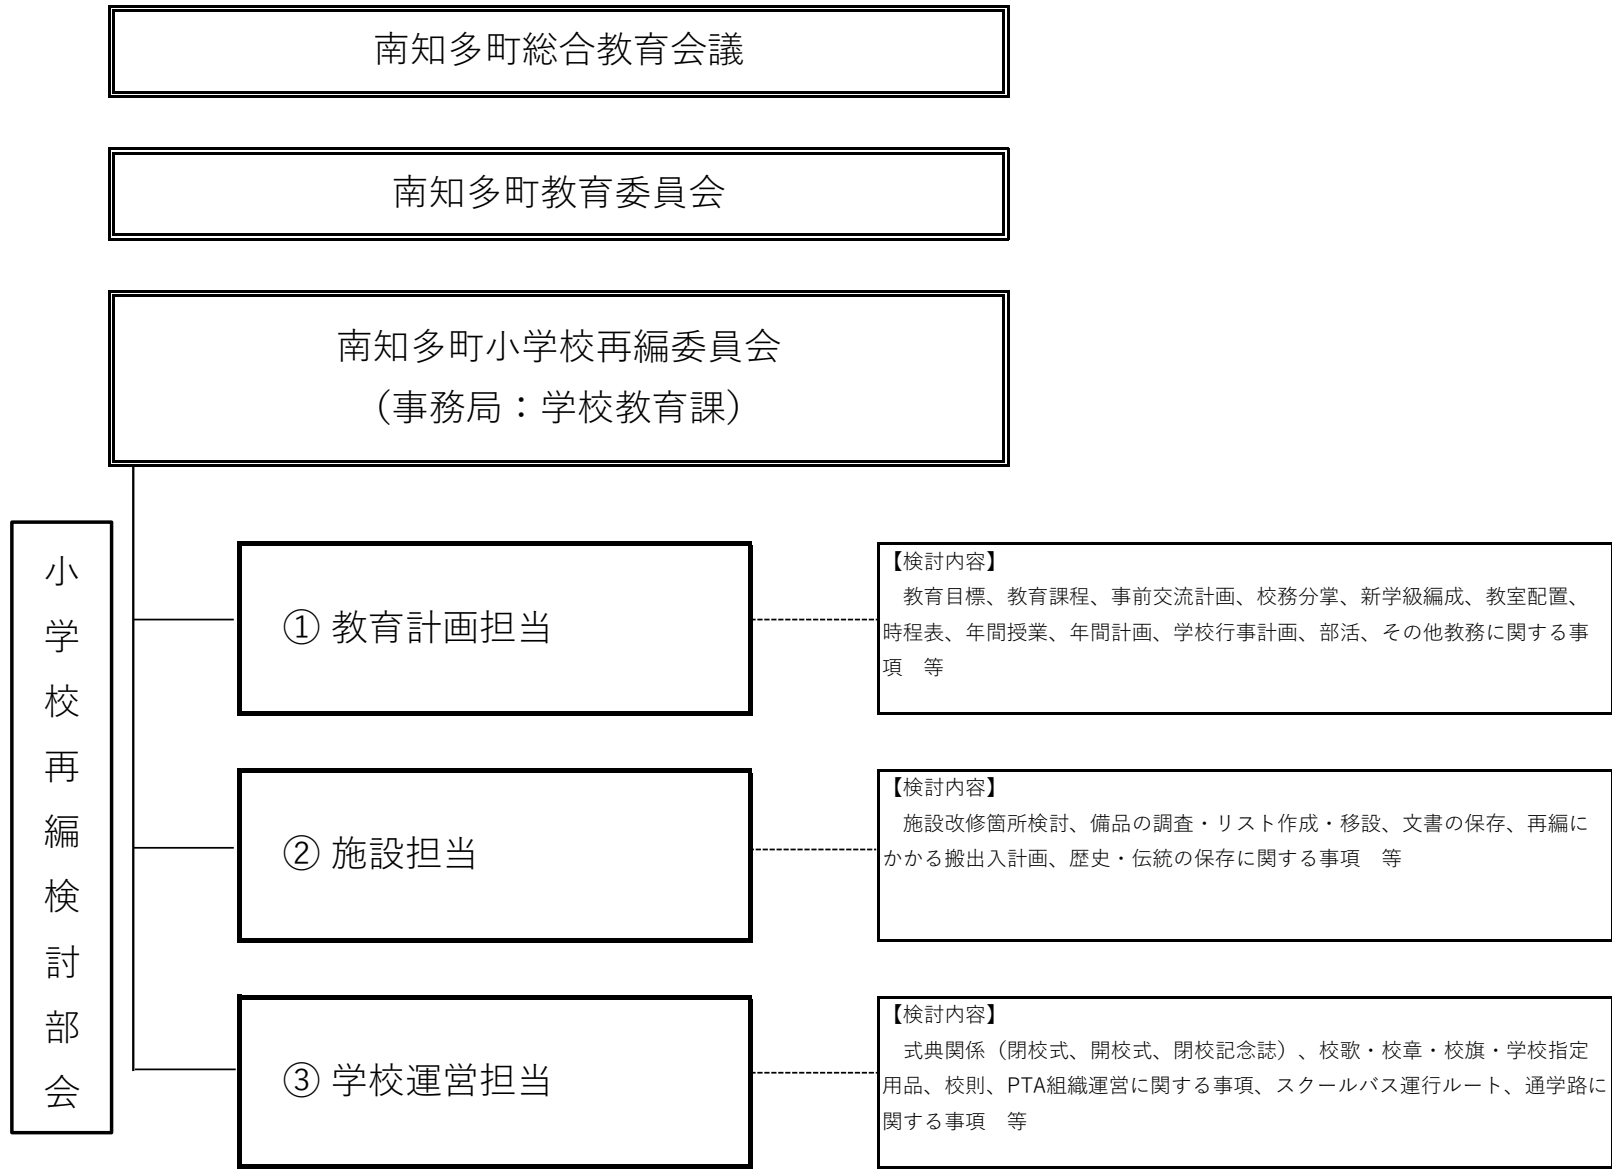 南知多町総合教育会議
南知多町教育委員会
南知多町小学校再編委員会
（事務局：学校教育課）
小学校再編検討部会
① 教育計画担当
【検討内容】
　教育目標、教育課程、事前交流計画、校務分掌、新学級編成、教室配置、
時程表、年間授業、年間計画、学校行事計画、部活、その他教務に関する事
項　等
② 施設担当
【検討内容】
　施設改修箇所検討、備品の調査・リスト作成・移設、文書の保存、再編に
かかる搬出入計画、歴史・伝統の保存に関する事項　等
③ 学校運営担当
【検討内容】
　式典関係（閉校式、開校式、閉校記念誌）、校歌・校章・校旗・学校指定
用品、校則、PTA組織運営に関する事項、スクールバス運行ルート、通学路に
関する事項　等